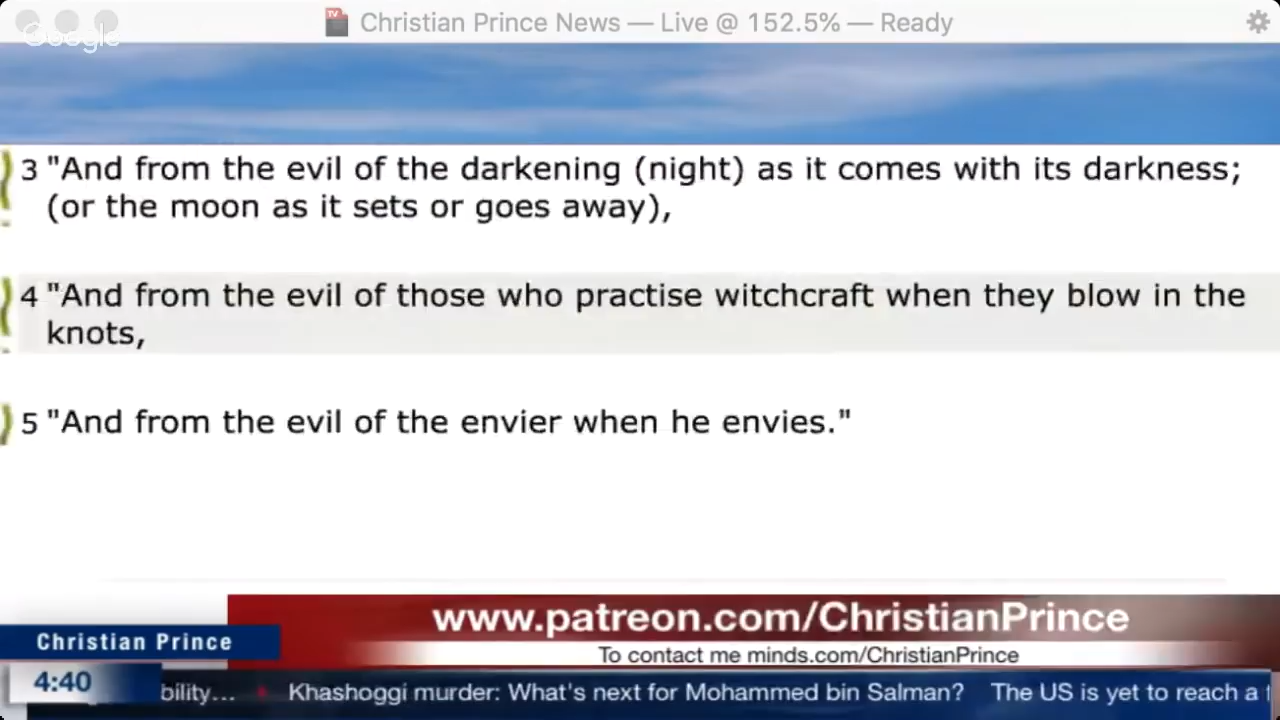 Christian Prince News — Live @ 152.5% — Ready
Google
3 "And from the evil of the darkening (night) as it comes with its darkness;
(or the moon as it sets or goes away),
4 "And from the evil of those who practise witchcraft when they blow in the
knots,
5 "And from the evil of the envier when he envies."
www.patreon.com/ChristianPrince
Christian Prince
To contact me minds.com/ChristianPrince
4:40
bility... Khashoggi murder: What's next for Mohammed bin Salman? The US is yet to reach a